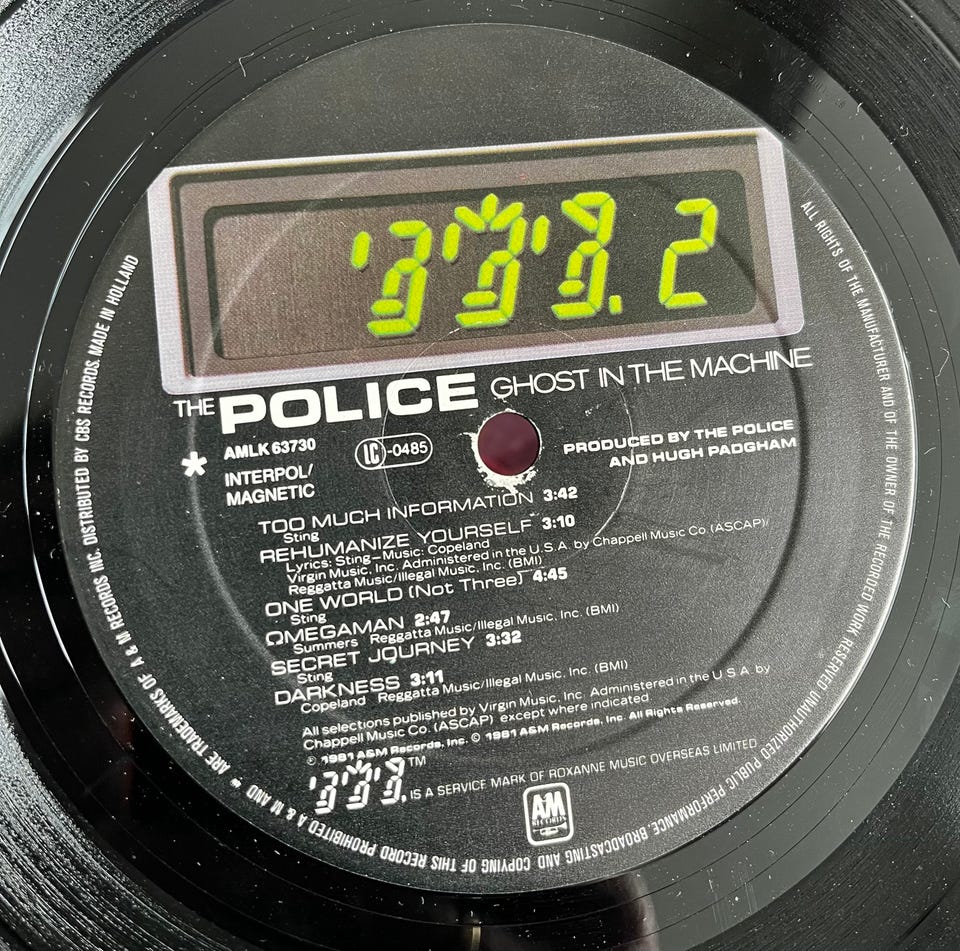 2
THE POLICE GHOST IN THE MACHINE
AMLK 63730
LC -0485
* INTERPOL/
MAGNETIC
PRODUCED BY THE POLICE
AND HUGH PADGHAM
TOO MUCH INFORMATION 3:42
Sting
REHUMANIZE YOURSELF 3:10
Lyrics: Sting–Music: Copeland
Virgin Music, Inc. Administered in the U.S.A. by Chappell Music Co. (ASCAP)/
Reggatta Music/Illegal Music, Inc. (BMI)
ONE WORLD (Not Three) 4:45
Sting
ΩMEGAMAN 2:47
Summers Reggatta Music/Illegal Music, Inc. (BMI)
SECRET JOURNEY 3:32
Sting
DARKNESS 3:11
Copeland Reggatta Music/Illegal Music, Inc. (BMI)
All selections published by Virgin Music, Inc. Administered in the U S A. by
Chappell Music Co. (ASCAP) except where indicated.
℗ 1981 A&M Records, Inc. © 1981 A&M Records, Inc. All Rights Reserved.
TM IS A SERVICE MARK OF ROXANNE MUSIC OVERSEAS LIMITED
AM
RECORDS
ALL RIGHTS OF THE MANUFACTURER AND OF THE OWNER OF THE RECORDED WORK RESERVED UNAUTHORIZED PUBLIC PERFORMANCE, BROADCASTING AND COPYING OF THIS RECORD PROHIBITED A & M AND * ARE TRADEMARKS OF A & M RECORDS INC. DISTRIBUTED BY CBS RECORDS MADE IN HOLLAND